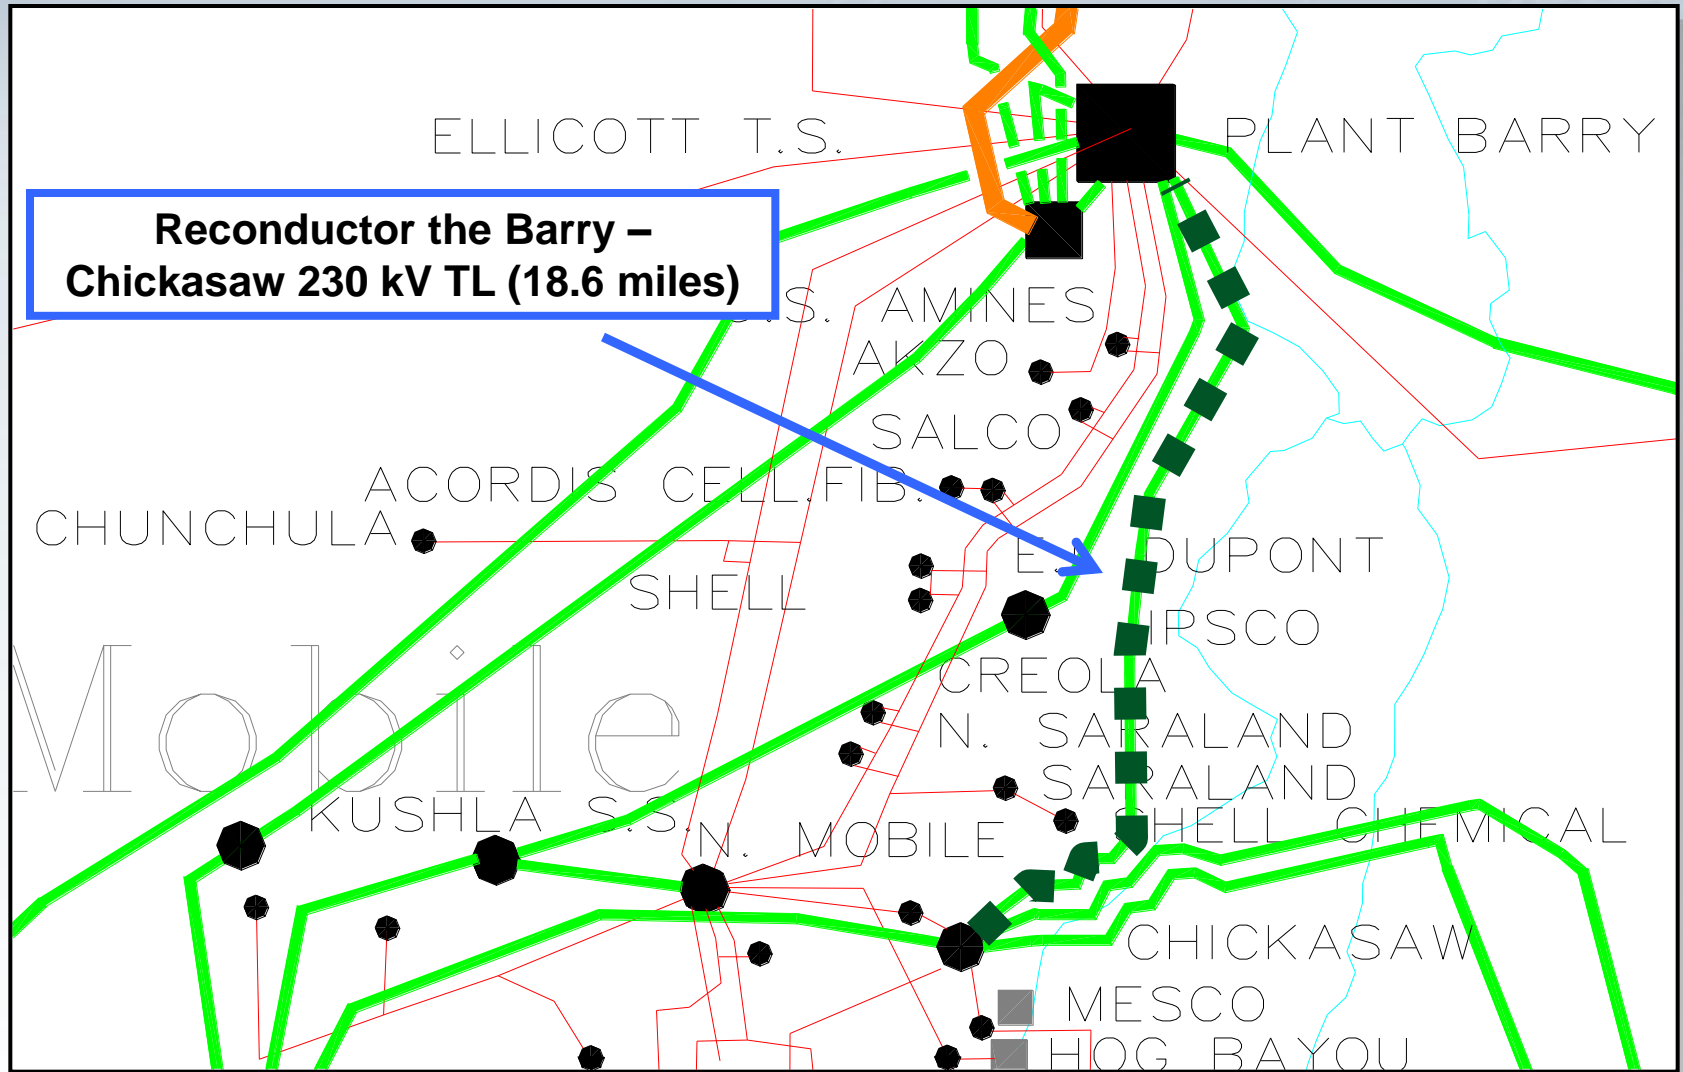 ELLICOTT T.S.
PLANT BARRY
Reconductor the Barry –
Chickasaw 230 kV TL (18.6 miles)
S. AMINES
AKZO
SALCO
ACORDIS CELL.FIB.
CHUNCHULA
E. DUPONT
SHELL
IPSCO
Mobile
CREOLA
N. SARALAND
SARALAND
KUSHLA S.S.
N. MOBILE
SHELL CHEMICAL
CHICKASAW
MESCO
HOG BAYOU